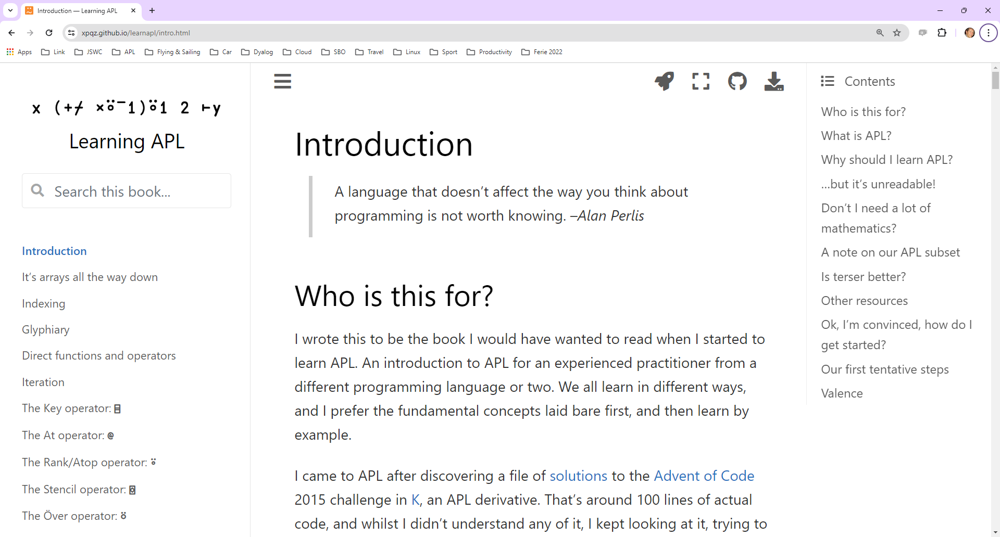 Introduction — Learning APL
xpqz.github.io/learnapl/intro.html
Apps Link JSWC APL Flying & Sailing Car Dyalog Cloud SBO Travel Linux Sport Productivity Ferie 2022
x (+⌿ ×⍤¯1)⍤1 2 ⊢y
Learning APL
Search this book...
Introduction
It’s arrays all the way down
Indexing
Glyphiary
Direct functions and operators
Iteration
The Key operator: ⌸
The At operator: @
The Rank/Atop operator: ⍤
The Stencil operator: ⌺
The Över operator: ⍥
Introduction
A language that doesn’t affect the way you think about
programming is not worth knowing. –Alan Perlis
Who is this for?
I wrote this to be the book I would have wanted to read when I started to
learn APL. An introduction to APL for an experienced practitioner from a
different programming language or two. We all learn in different ways,
and I prefer the fundamental concepts laid bare first, and then learn by
example.
I came to APL after discovering a file of solutions to the Advent of Code
2015 challenge in K, an APL derivative. That’s around 100 lines of actual
code, and whilst I didn’t understand any of it, I kept looking at it, trying to
Contents
Who is this for?
What is APL?
Why should I learn APL?
…but it’s unreadable!
Don’t I need a lot of
mathematics?
A note on our APL subset
Is terser better?
Other resources
Ok, I’m convinced, how do I
get started?
Our first tentative steps
Valence